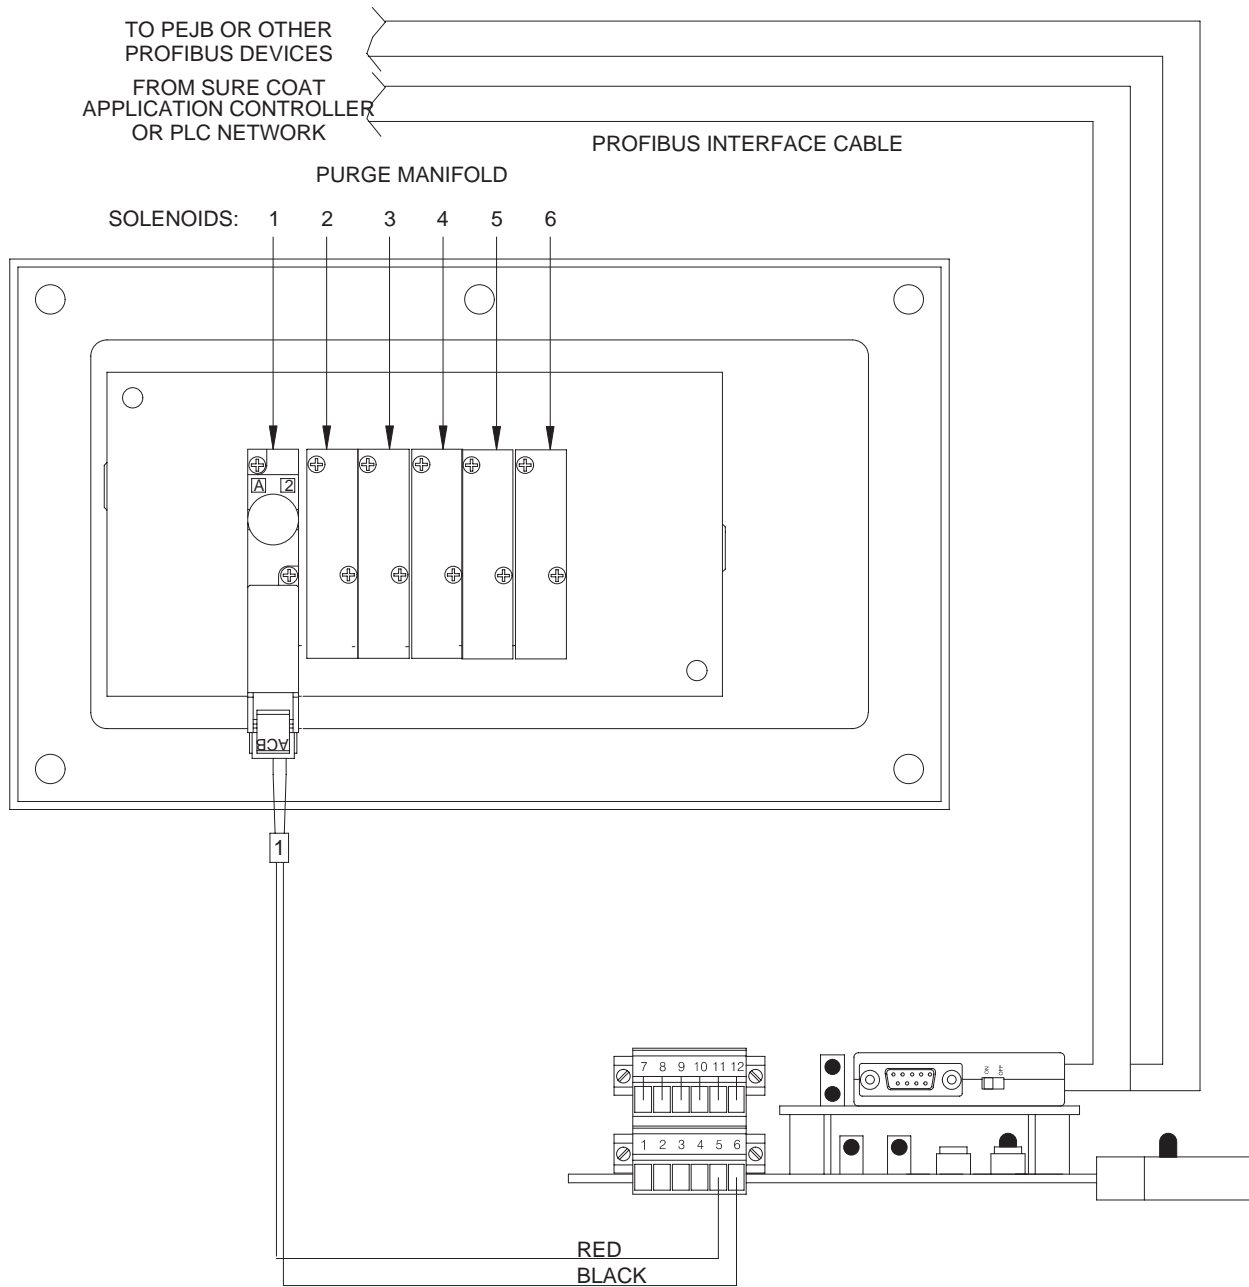 TO PEJB OR OTHER
PROFIBUS DEVICES
FROM SURE COAT
APPLICATION CONTROLLER
OR PLC NETWORK
PROFIBUS INTERFACE CABLE
PURGE MANIFOLD
SOLENOIDS: 1 2 3 4 5 6
A 2
ACB
1
ON OFF
7 8 9 10 11 12
1 2 3 4 5 6
RED
BLACK